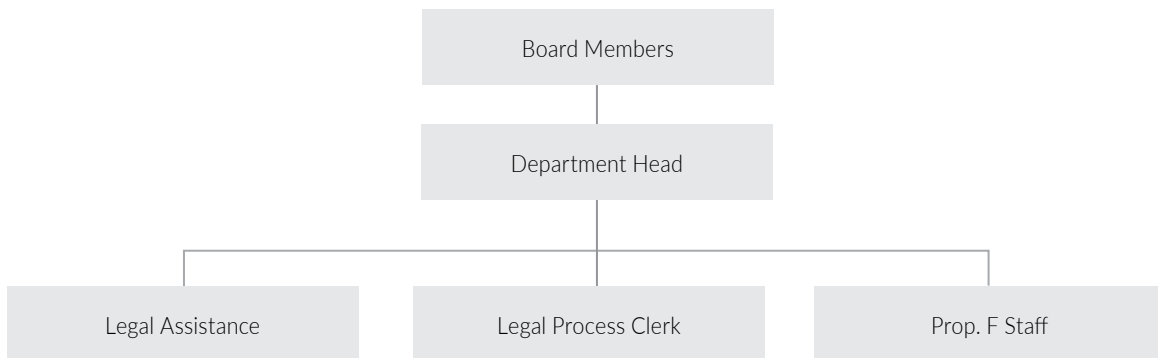 Board Members
Department Head
Legal Assistance
Legal Process Clerk
Prop. F Staff